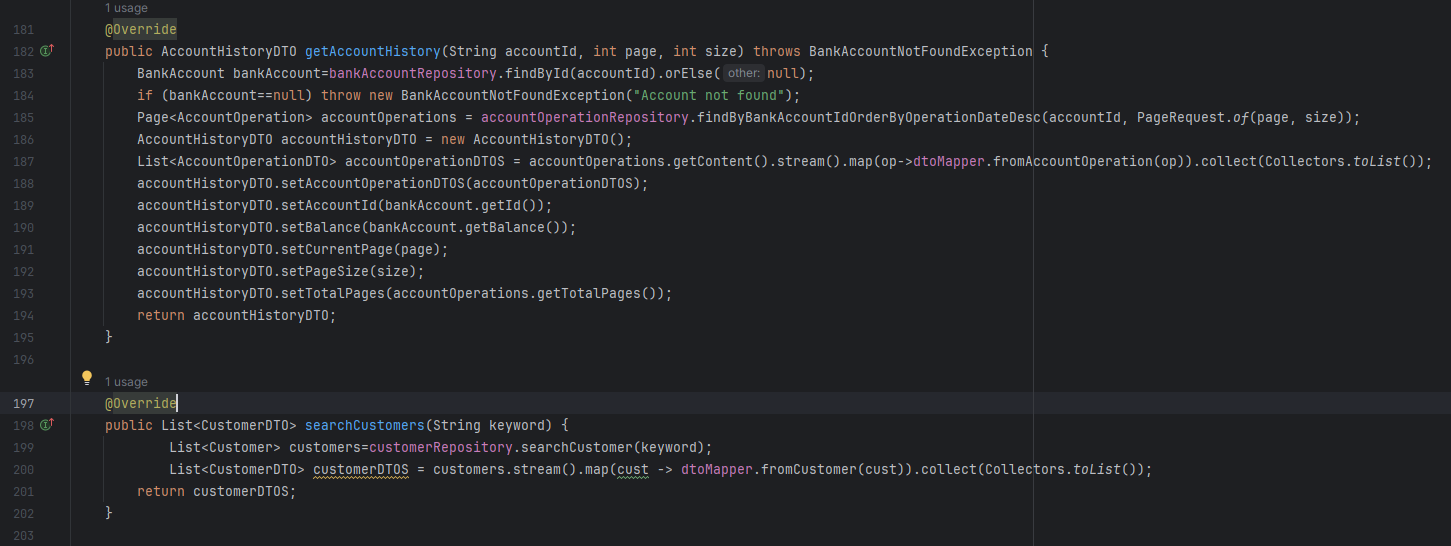 1 usage
181 @Override
182 public AccountHistoryDTO getAccountHistory(String accountId, int page, int size) throws BankAccountNotFoundException {
183 BankAccount bankAccount=bankAccountRepository.findById(accountId).orElse( other: null);
184 if (bankAccount==null) throw new BankAccountNotFoundException("Account not found");
185 Page<AccountOperation> accountOperations = accountOperationRepository.findByBankAccountIdOrderByOperationDateDesc(accountId, PageRequest.of(page, size));
186 AccountHistoryDTO accountHistoryDTO = new AccountHistoryDTO();
187 List<AccountOperationDTO> accountOperationDTOS = accountOperations.getContent().stream().map(op->dtoMapper.fromAccountOperation(op)).collect(Collectors.toList());
188 accountHistoryDTO.setAccountOperationDTOS(accountOperationDTOS);
189 accountHistoryDTO.setAccountId(bankAccount.getId());
190 accountHistoryDTO.setBalance(bankAccount.getBalance());
191 accountHistoryDTO.setCurrentPage(page);
192 accountHistoryDTO.setPageSize(size);
193 accountHistoryDTO.setTotalPages(accountOperations.getTotalPages());
194 return accountHistoryDTO;
195 }
196
1 usage
197 @Override
198 public List<CustomerDTO> searchCustomers(String keyword) {
199 List<Customer> customers=customerRepository.searchCustomer(keyword);
200 List<CustomerDTO> customerDTOS = customers.stream().map(cust -> dtoMapper.fromCustomer(cust)).collect(Collectors.toList());
201 return customerDTOS;
202 }
203